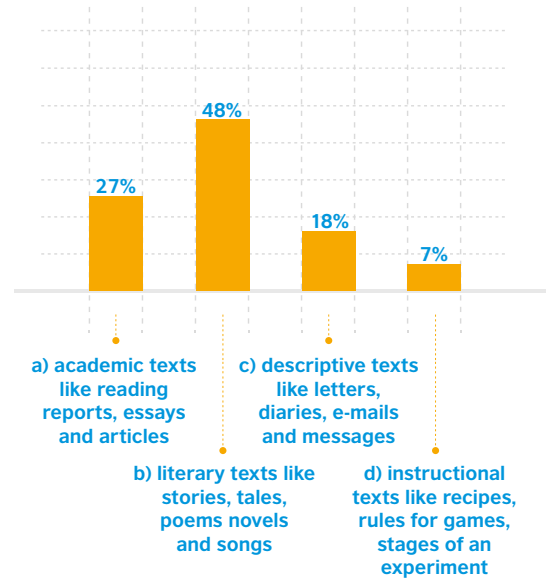 27%
48%
18%
7%
a) academic texts
like reading
reports, essays
and articles
b) literary texts like
stories, tales,
poems novels
and songs
c) descriptive texts
like letters,
diaries, e-mails
and messages
d) instructional
texts like recipes,
rules for games,
stages of an
experiment